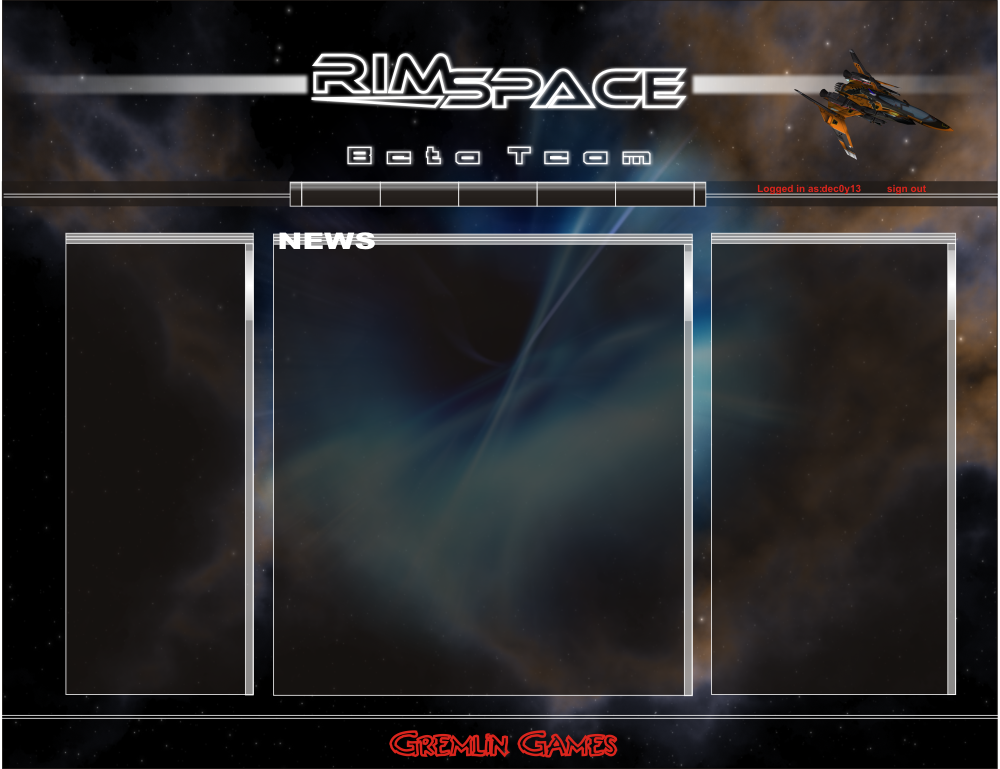 RIMSPACE
Beta Team
Logged in as:dec0y13 sign out
NEWS
GREMLIN GAMES